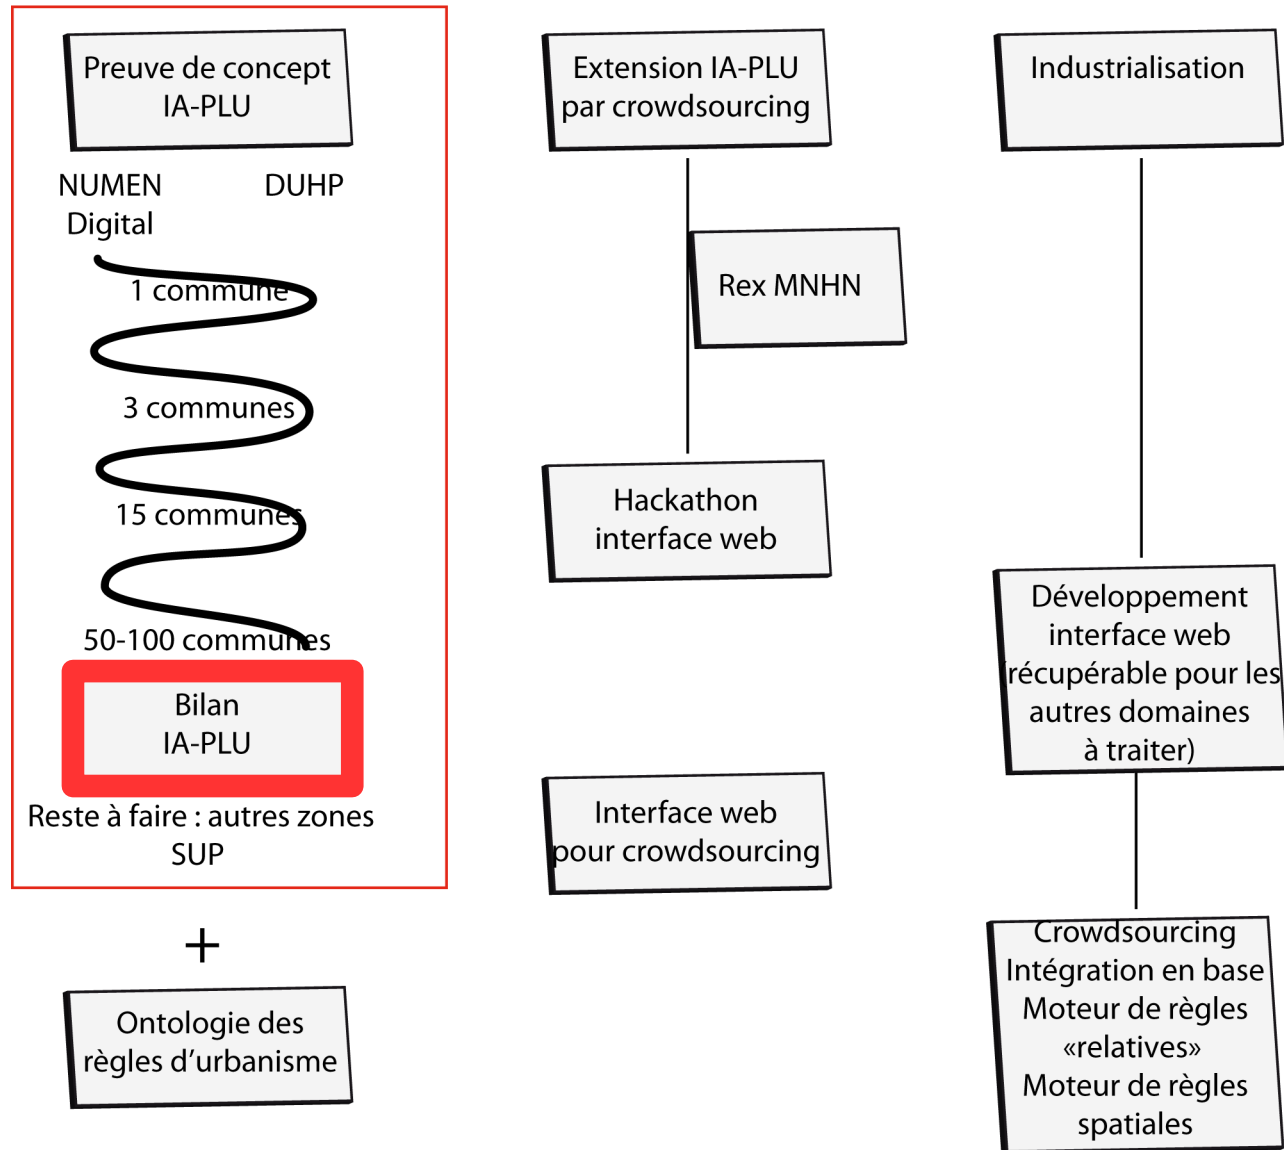 Preuve de concept
IA-PLU
NUMEN
Digital
DUHP
1 commune
3 communes
15 communes
50-100 communes
Bilan
IA-PLU
Reste à faire : autres zones
SUP
+
Ontologie des
règles d'urbanisme
Extension IA-PLU
par crowdsourcing
Rex MNHN
Hackathon
interface web
Interface web
pour crowdsourcing
Industrialisation
Développement
interface web
(récupérable pour les
autres domaines
à traiter)
Crowdsourcing
Intégration en base
Moteur de règles
«relatives»
Moteur de règles
spatiales